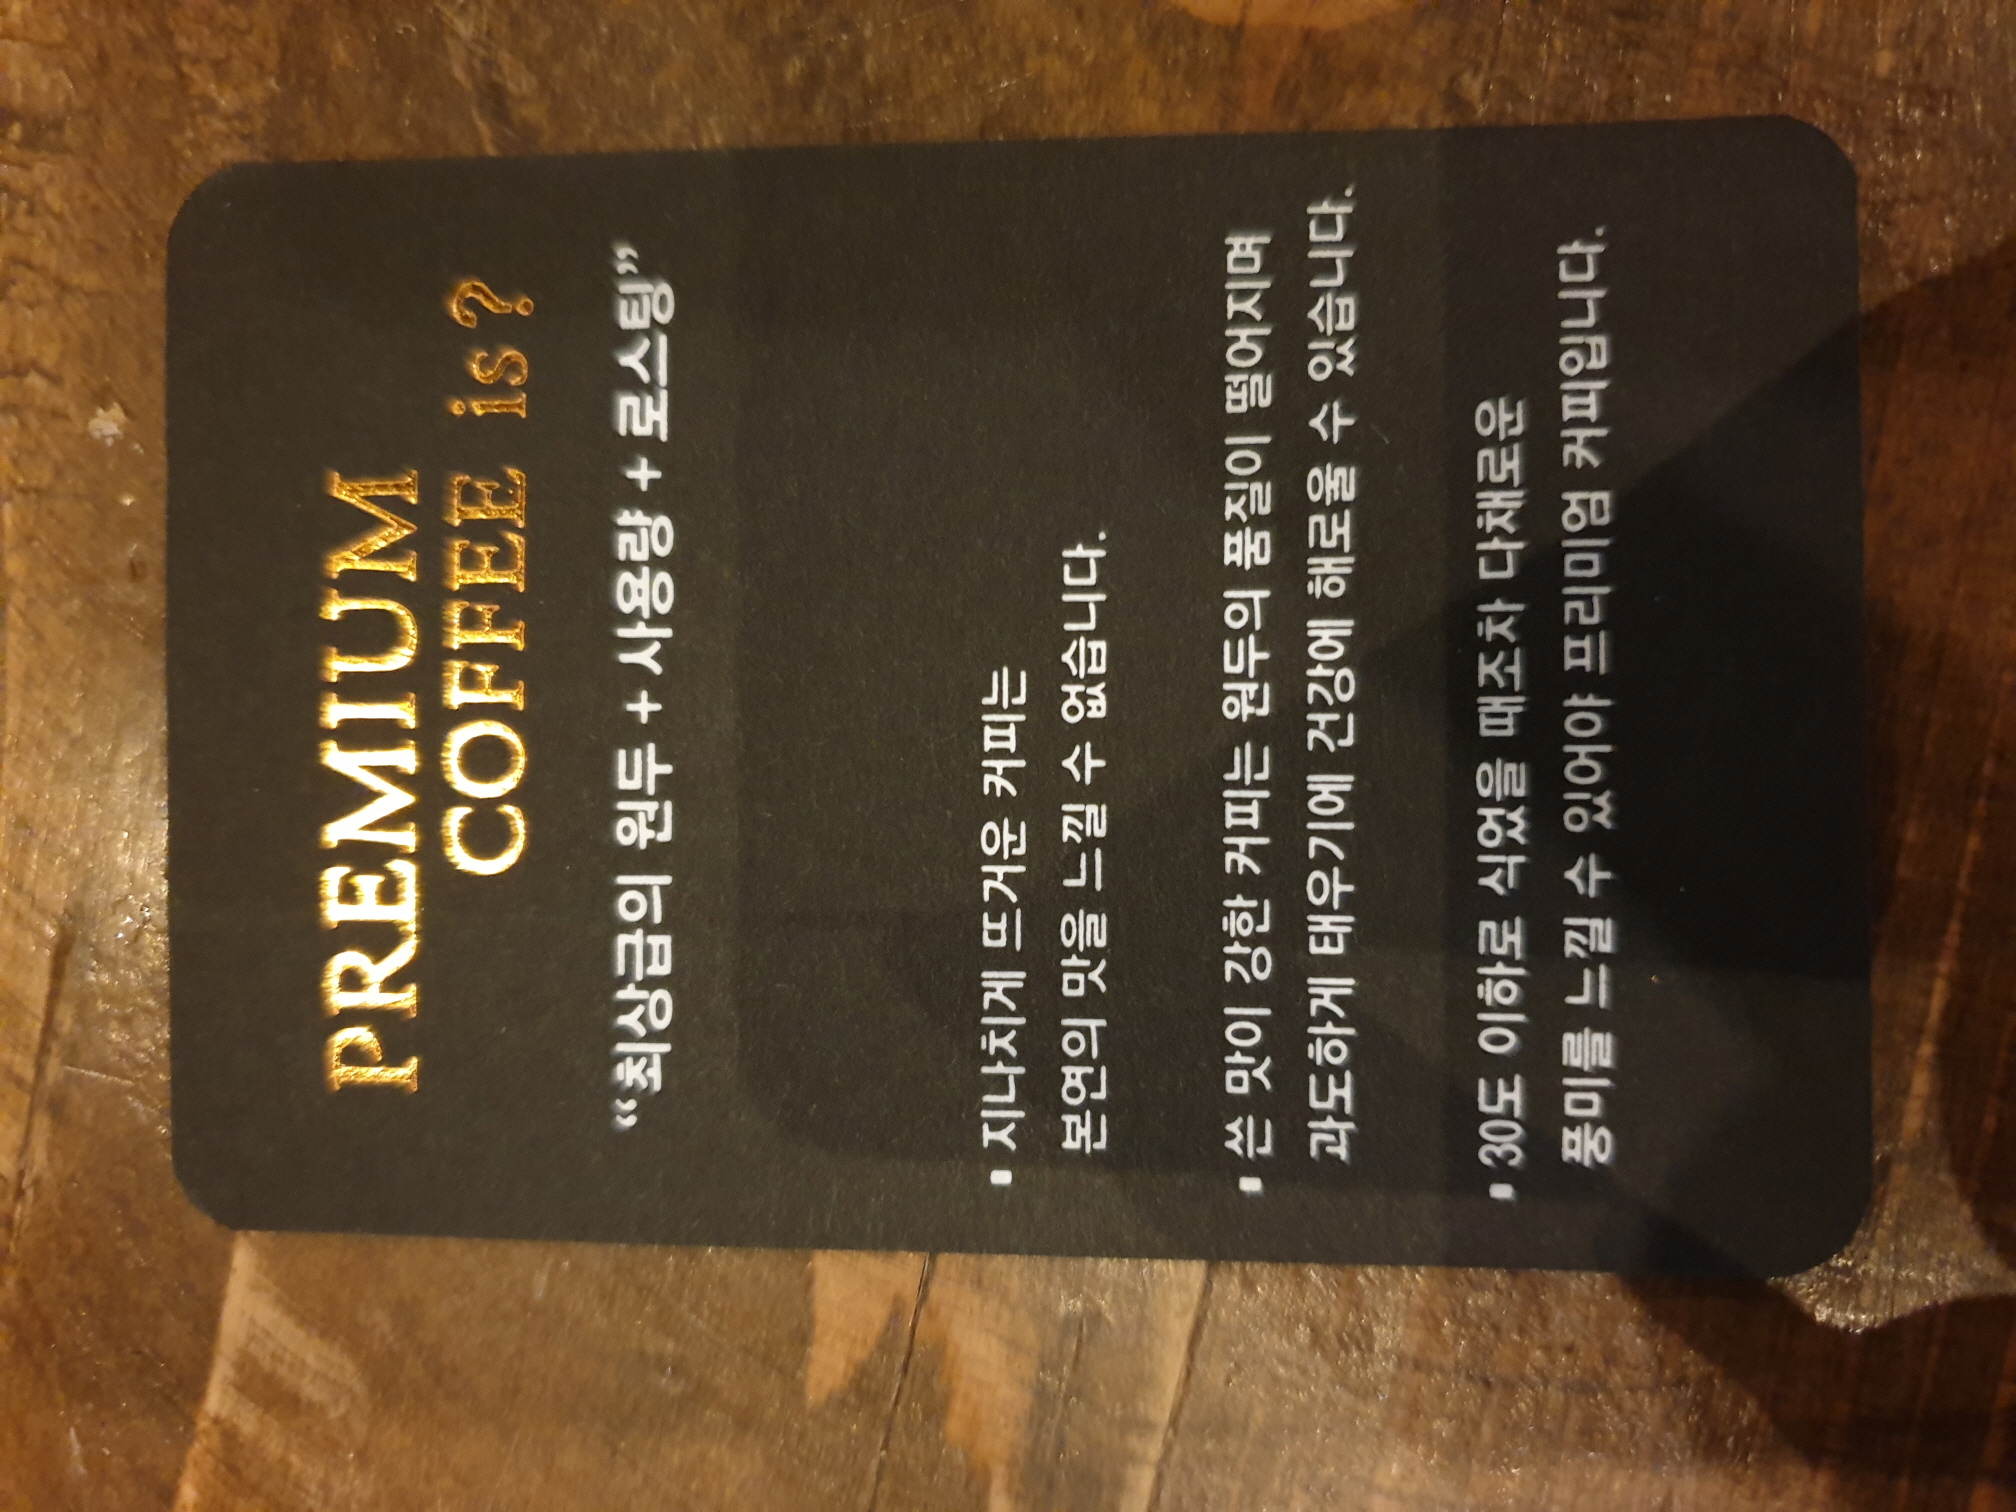 PREMIUM
COFFEE is?
“최상급의 원두 + 사용량 + 로스팅”
▪ 지나치게 뜨거운 커피는
본연의 맛을 느낄 수 없습니다.
▪ 쓴 맛이 강한 커피는 원두의 품질이 떨어지며
과도하게 태우기에 건강에 해로울 수 있습니다.
▪ 30도 이하로 식었을 때조차 다채로운
풍미를 느낄 수 있어야 프리미엄 커피입니다.